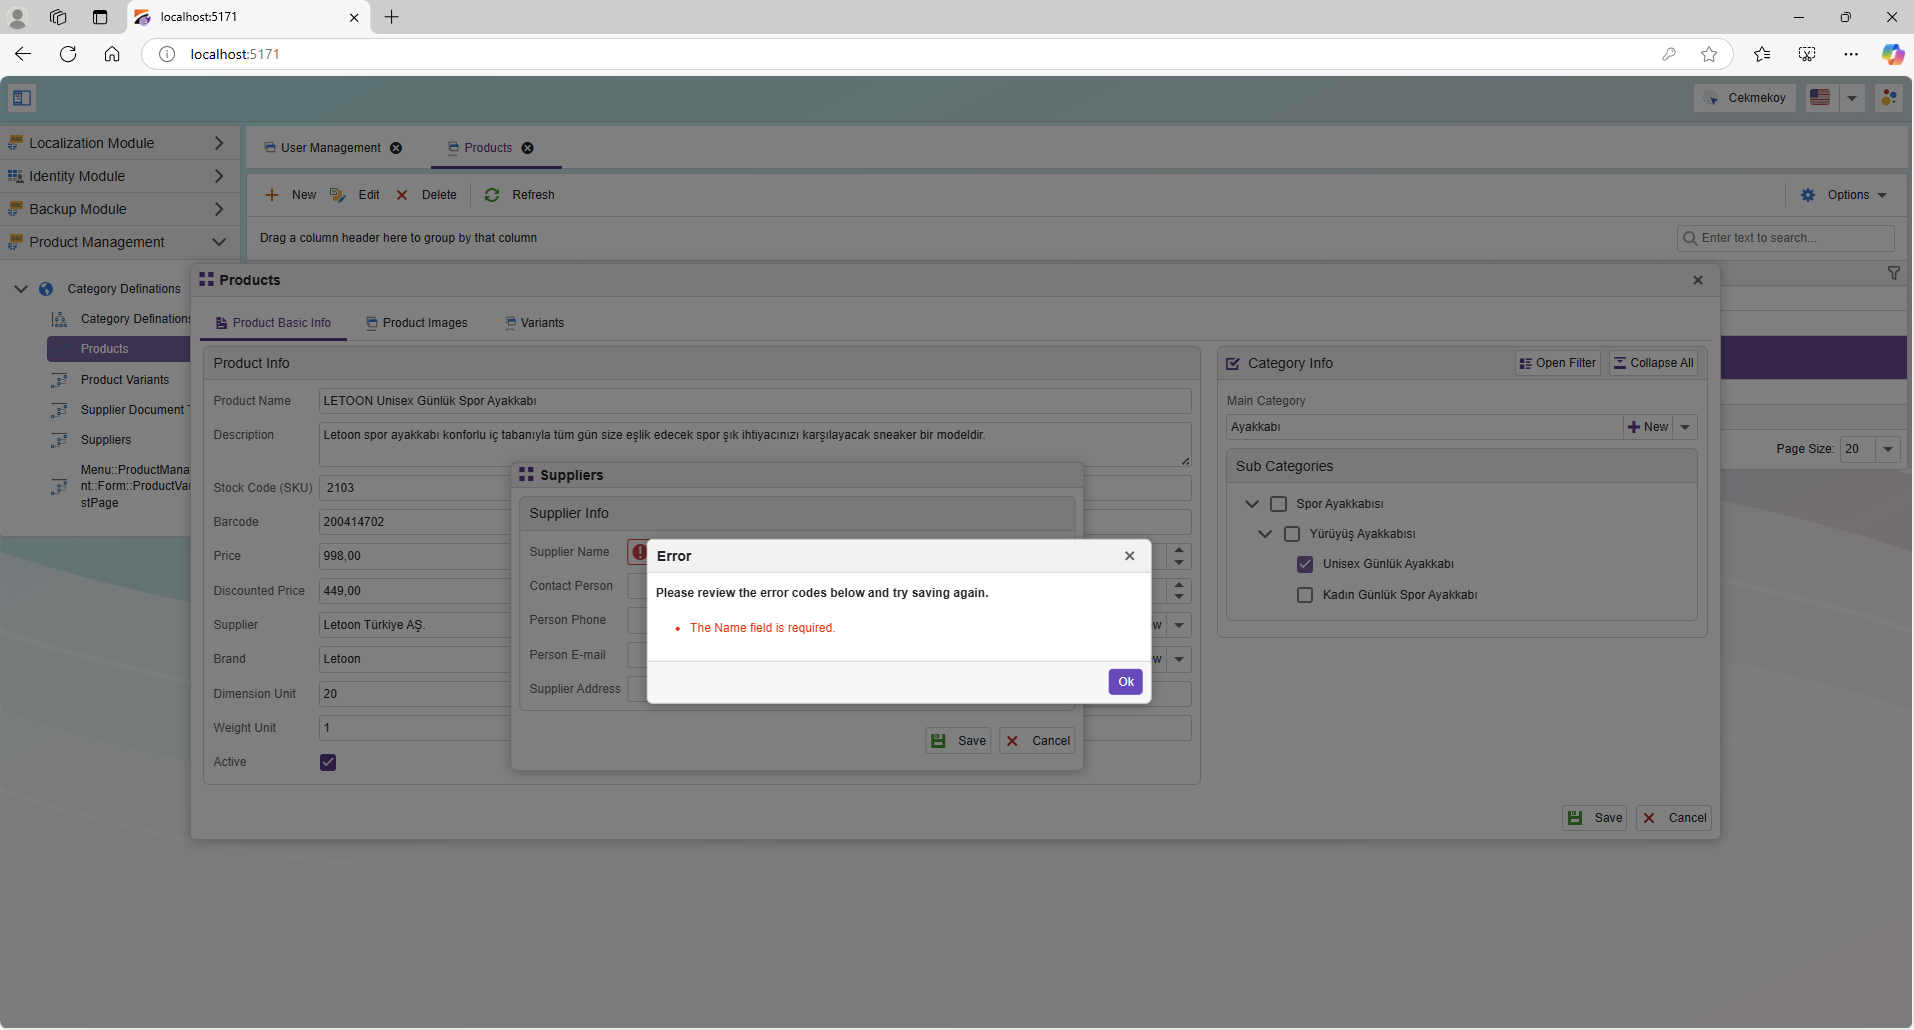 localhost:5171
localhost:5171
Cekmekoy
Localization Module
Identity Module
Backup Module
Product Management
User Management
Products
New
Edit
Delete
Refresh
Options
Drag a column header here to group by that column
Enter text to search...
Category Definations
Category Definations
Products
Product Variants
Supplier Document
Suppliers
Menu::ProductMana
nt::Form::ProductVa
stPage
Page Size:
20
Products
Product Basic Info
Product Images
Variants
Product Info
Product Name
LETOON Unisex Günlük Spor Ayakkabı
Description
Letoon spor ayakkabı konforlu iç tabanıyla tüm gün size eşlik edecek spor şık ihtiyacınızı karşılayacak sneaker bir modeldir.
Stock Code (SKU)
2103
Barcode
200414702
Price
998,00
Discounted Price
449,00
Supplier
Letoon Türkiye AŞ.
Brand
Letoon
Dimension Unit
20
Weight Unit
1
Active
Category Info
Open Filter
Collapse All
Main Category
Ayakkabı
New
Sub Categories
Spor Ayakkabısı
Yürüyüş Ayakkabısı
Unisex Günlük Ayakkabı
Kadın Günlük Spor Ayakkabı
Save
Cancel
Suppliers
Supplier Info
Supplier Name
Contact Person
Person Phone
Person E-mail
Supplier Address
Save
Cancel
Error
Please review the error codes below and try saving again.
The Name field is required.
Ok